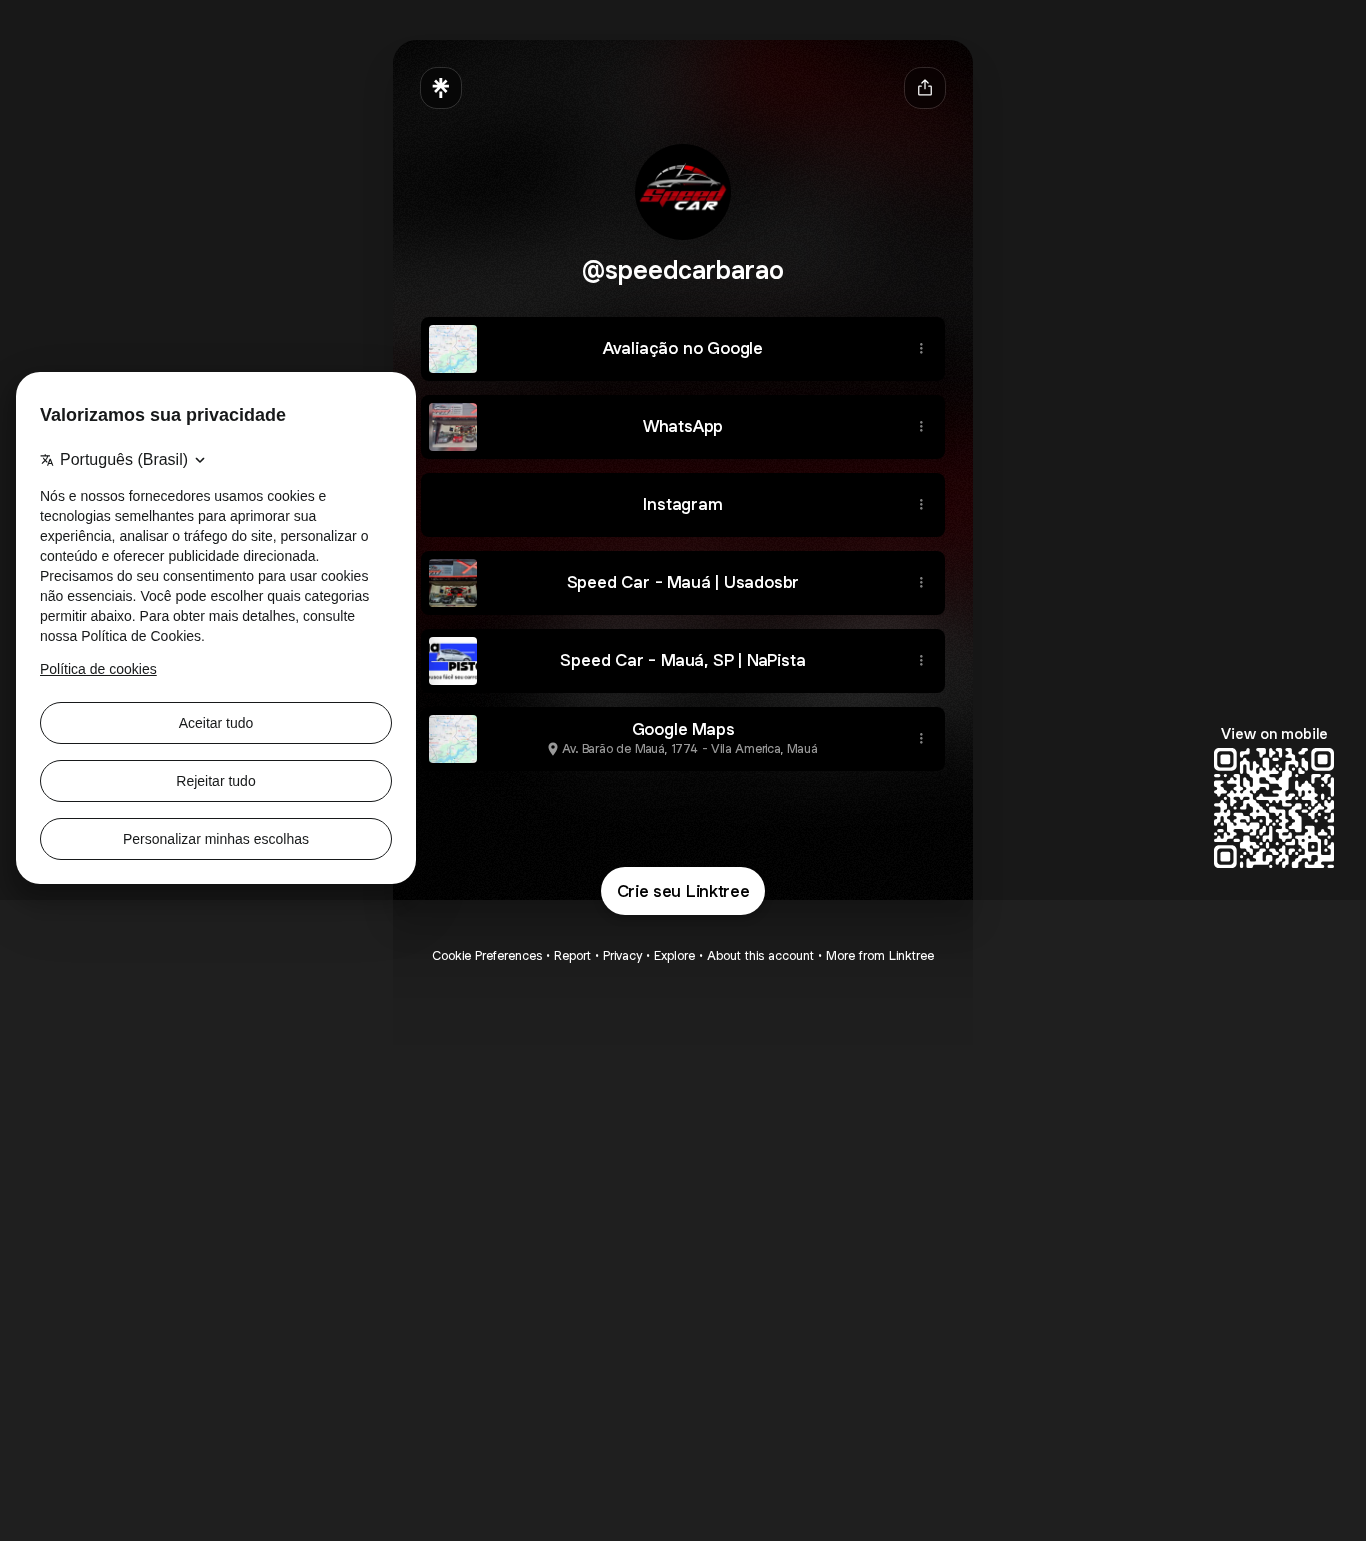 Speed
CAR
@speedcarbarao
Avaliação no Google
WhatsApp
Instagram
Speed Car - Mauá | Usadosbr
Speed Car - Mauá, SP | NaPista
PIST
Google Maps
Av. Barão de Mauá, 1774 - Vila America, Mauá
Crie seu Linktree
Cookie Preferences • Report • Privacy • Explore • About this account • More from Linktree
Valorizamos sua privacidade
Português (Brasil)
Nós e nossos fornecedores usamos cookies e
tecnologias semelhantes para aprimorar sua
experiência, analisar o tráfego do site, personalizar o
conteúdo e oferecer publicidade direcionada.
Precisamos do seu consentimento para usar cookies
não essenciais. Você pode escolher quais categorias
permitir abaixo. Para obter mais detalhes, consulte
nossa Política de Cookies.
Política de cookies
Aceitar tudo
Rejeitar tudo
Personalizar minhas escolhas
View on mobile